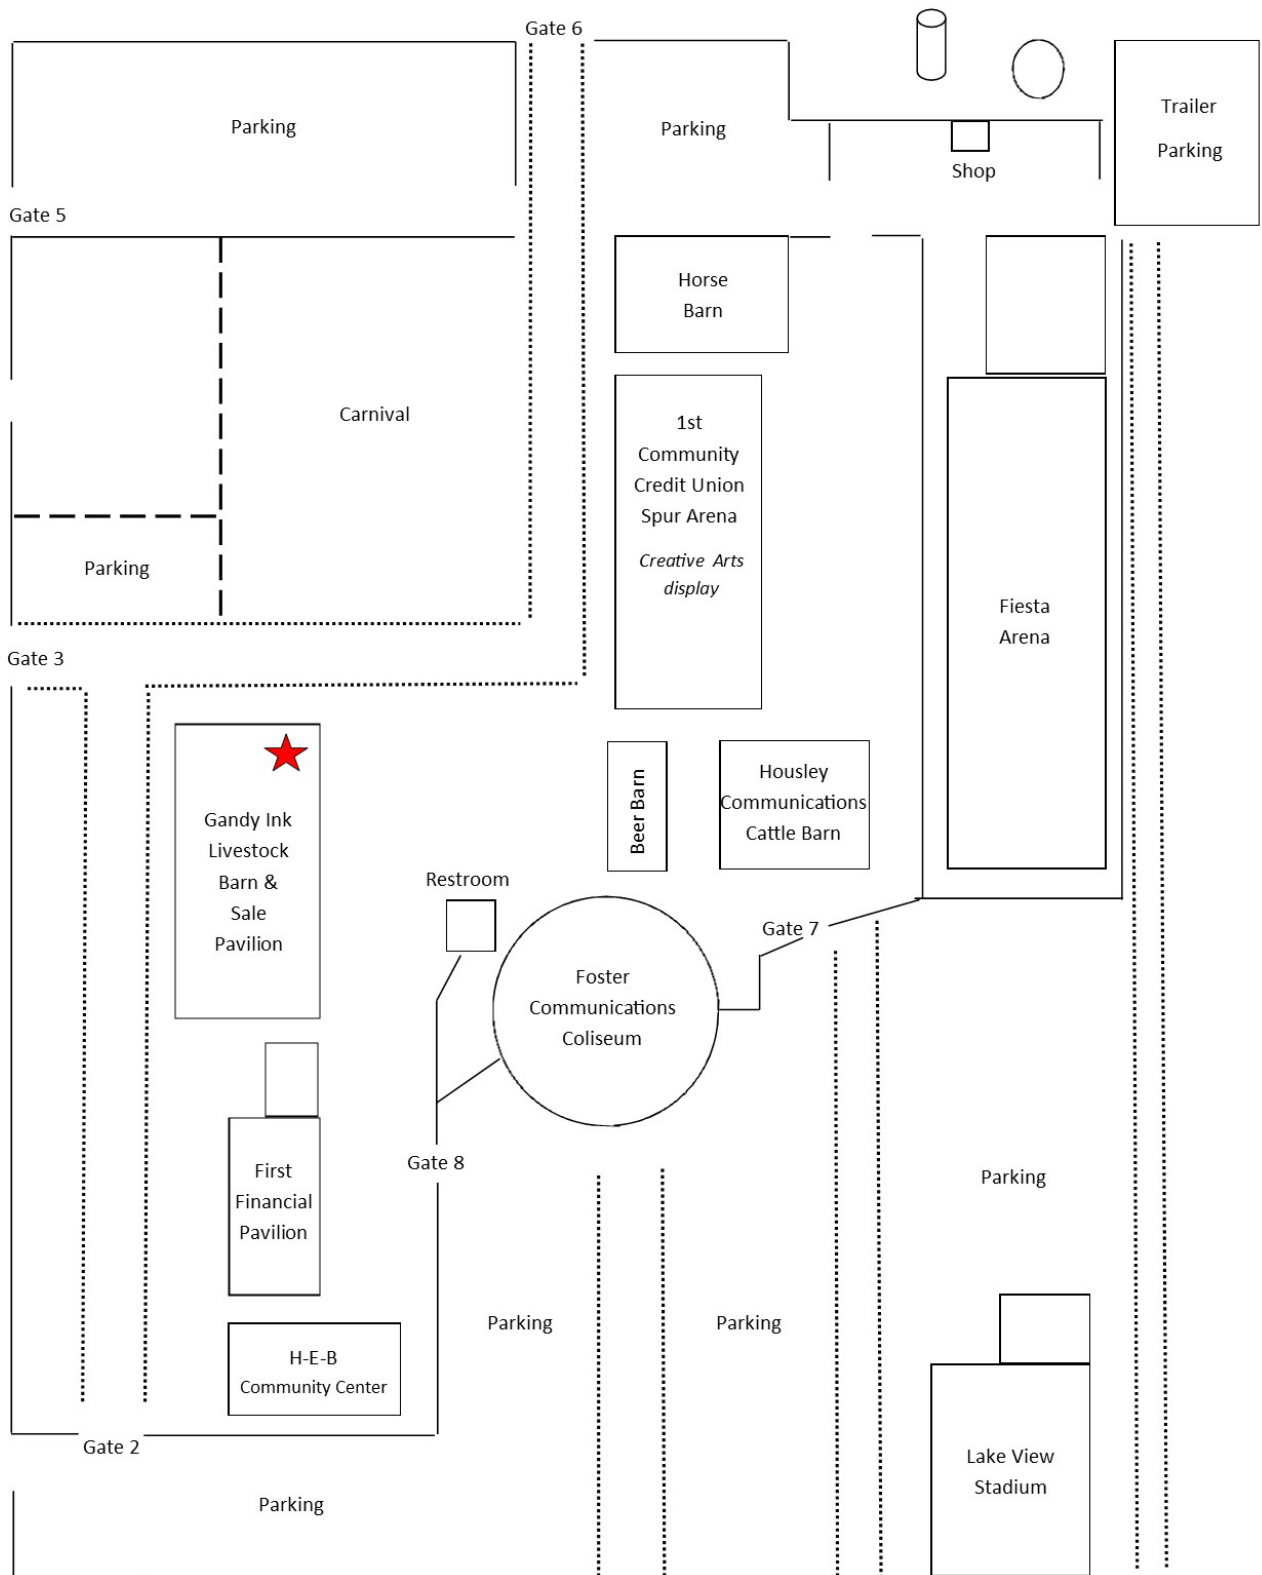 Gate 6
Parking
Parking
Trailer
Parking
Shop
Gate 5
Horse
Barn
Carnival
1st
Community
Credit Union
Spur Arena
Creative Arts
display
Parking
Fiesta
Arena
Gate 3
Gandy Ink
Livestock
Barn &
Sale
Pavilion
Beer Barn
Housley
Communications
Cattle Barn
Restroom
Gate 7
Foster
Communications
Coliseum
Gate 8
First
Financial
Pavilion
Parking
Parking
Parking
H-E-B
Community Center
Gate 2
Lake View
Stadium
Parking